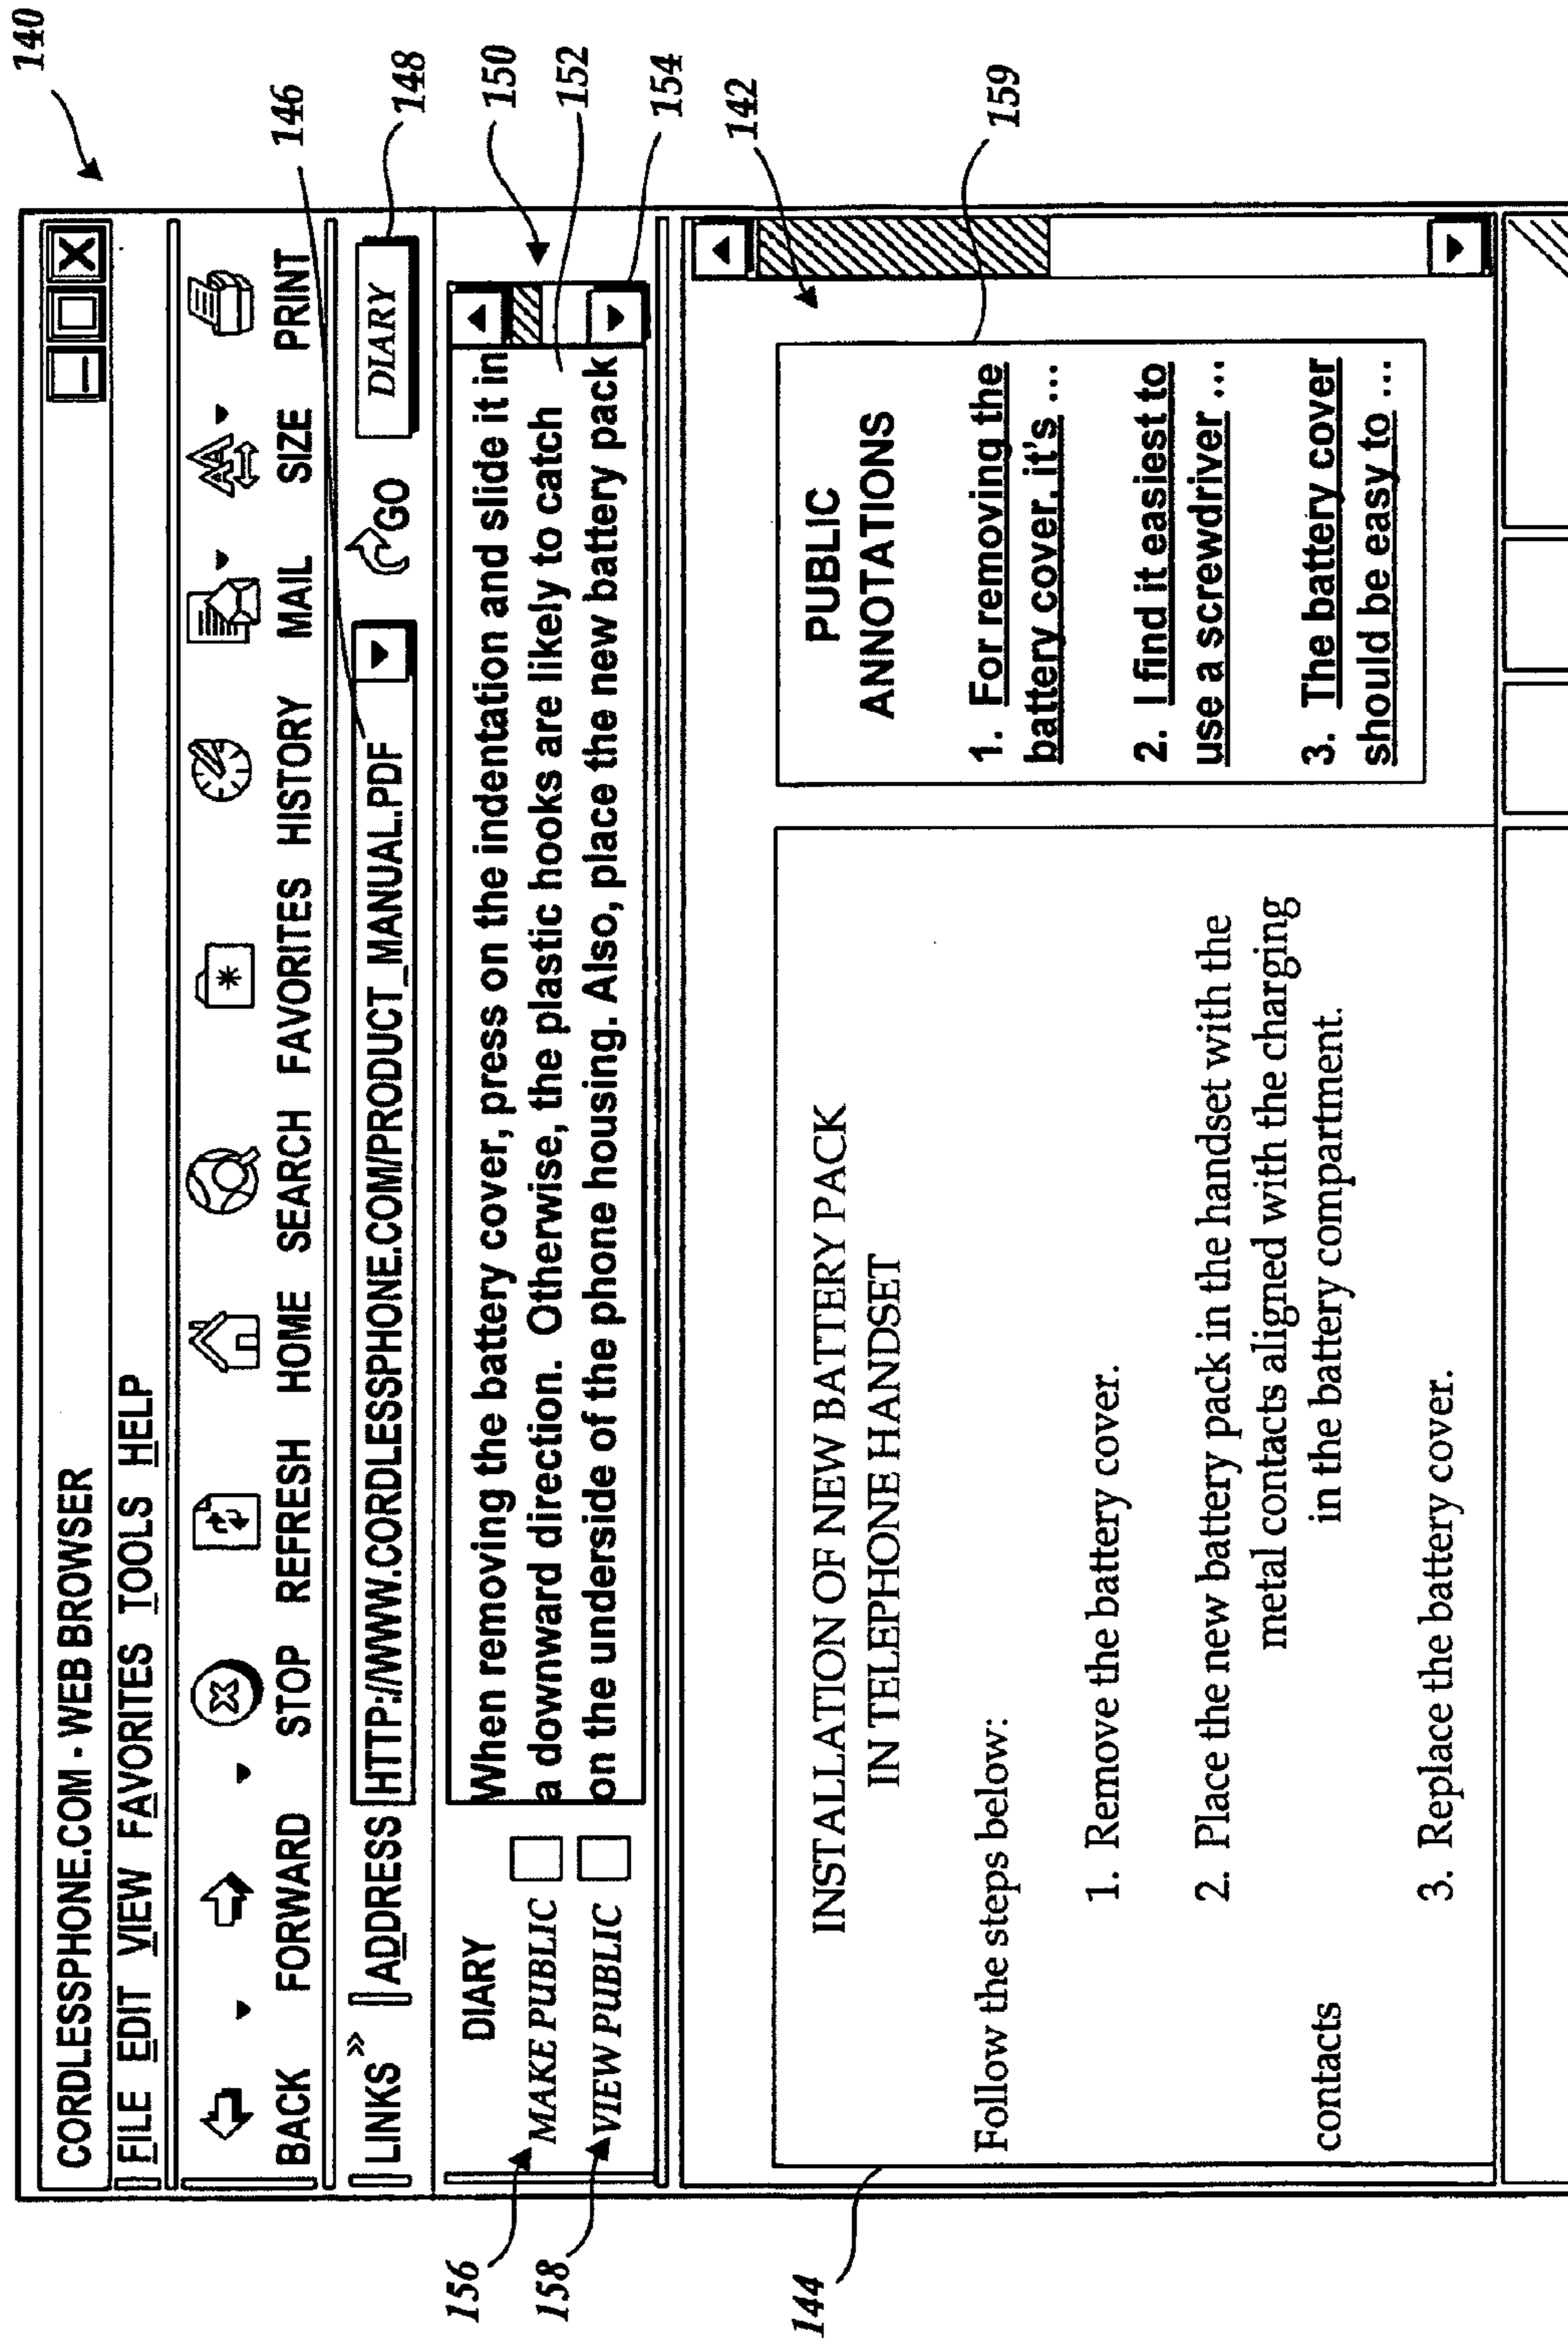 140
CORDLESSPHONE.COM - WEB BROWSER
FILE EDIT VIEW FAVORITES TOOLS HELP
BACK FORWARD STOP REFRESH HOME SEARCH FAVORITES HISTORY MAIL SIZE PRINT
146
LINKS » ADDRESS HTTP://WWW.CORDLESSPHONE.COM/PRODUCT_MANUAL.PDF GO DIARY
148
DIARY
156
MAKE PUBLIC
158
VIEW PUBLIC
When removing the battery cover, press on the indentation and slide it in
a downward direction. Otherwise, the plastic hooks are likely to catch
on the underside of the phone housing. Also, place the new battery pack
150
152
154
142
144
INSTALLATION OF NEW BATTERY PACK
IN TELEPHONE HANDSET
Follow the steps below:
1. Remove the battery cover.
2. Place the new battery pack in the handset with the
metal contacts aligned with the charging
contacts in the battery compartment.
3. Replace the battery cover.
159
PUBLIC
ANNOTATIONS
1. For removing the
battery cover, it's ...
2. I find it easiest to
use a screwdriver ...
3. The battery cover
should be easy to ...